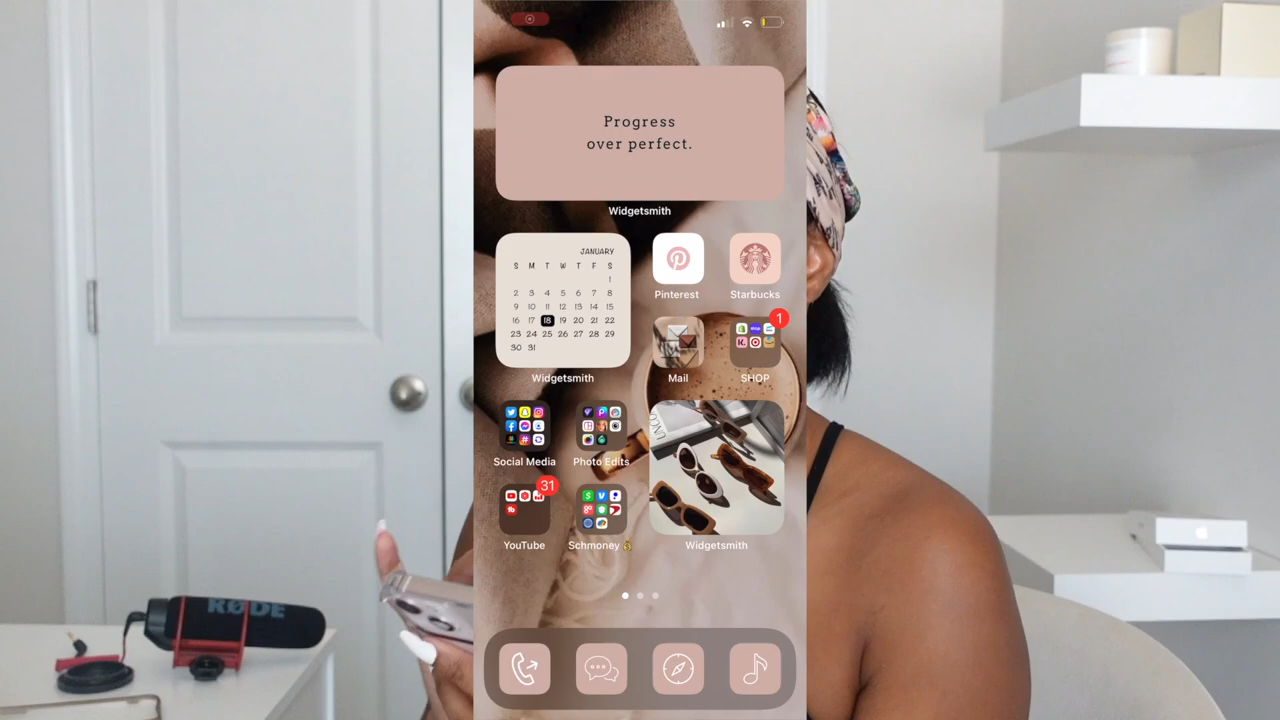 Progress
over perfect.
Widgetsmith
JANUARY
S M T W T F S
1
2 3 4 5 6 7 8
9 10 11 12 13 14 15
16 17 18 19 20 21 22
23 24 25 26 27 28 29
30 31
Widgetsmith
Pinterest
Starbucks
Mail
1
SHOP
Social Media
Photo Edits
31
YouTube
Schmoney
UNCO
Widgetsmith
RØDE